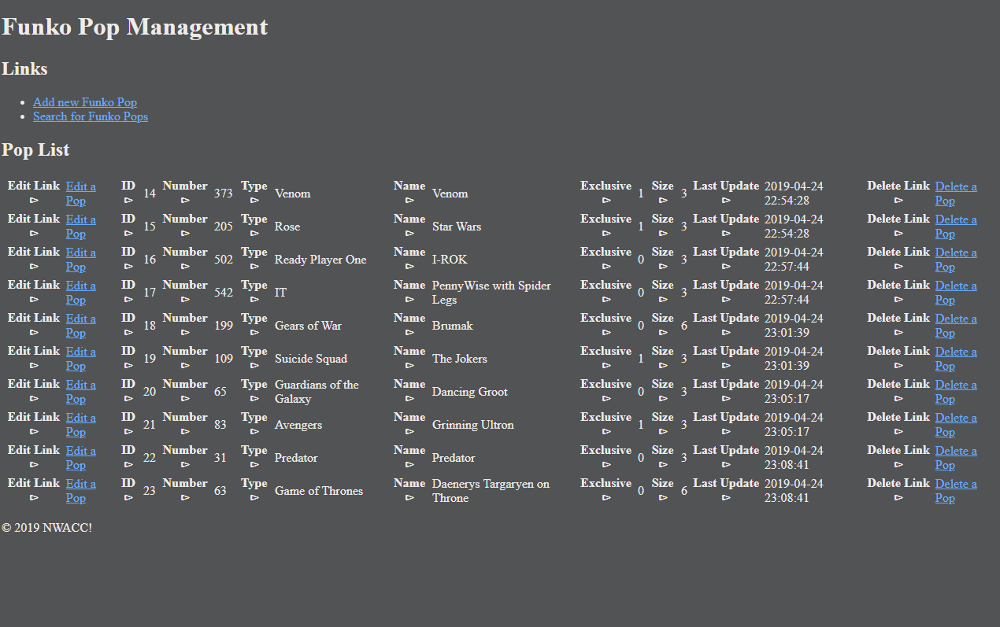 Funko Pop Management
Links
• Add new Funko Pop
• Search for Funko Pops
Pop List
Edit Link ⊳ Edit a Pop ID ⊳ 14 Number ⊳ 373 Type ⊳ Venom Name ⊳ Venom Exclusive ⊳ 1 Size ⊳ 3 Last Update ⊳ 2019-04-24 22:54:28 Delete Link ⊳ Delete a Pop
Edit Link ⊳ Edit a Pop ID ⊳ 15 Number ⊳ 205 Type ⊳ Rose Name ⊳ Star Wars Exclusive ⊳ 1 Size ⊳ 3 Last Update ⊳ 2019-04-24 22:54:28 Delete Link ⊳ Delete a Pop
Edit Link ⊳ Edit a Pop ID ⊳ 16 Number ⊳ 502 Type ⊳ Ready Player One Name ⊳ I-ROK Exclusive ⊳ 0 Size ⊳ 3 Last Update ⊳ 2019-04-24 22:57:44 Delete Link ⊳ Delete a Pop
Edit Link ⊳ Edit a Pop ID ⊳ 17 Number ⊳ 542 Type ⊳ IT Name ⊳ PennyWise with Spider Legs Exclusive ⊳ 0 Size ⊳ 3 Last Update ⊳ 2019-04-24 22:57:44 Delete Link ⊳ Delete a Pop
Edit Link ⊳ Edit a Pop ID ⊳ 18 Number ⊳ 199 Type ⊳ Gears of War Name ⊳ Brumak Exclusive ⊳ 0 Size ⊳ 6 Last Update ⊳ 2019-04-24 23:01:39 Delete Link ⊳ Delete a Pop
Edit Link ⊳ Edit a Pop ID ⊳ 19 Number ⊳ 109 Type ⊳ Suicide Squad Name ⊳ The Jokers Exclusive ⊳ 1 Size ⊳ 3 Last Update ⊳ 2019-04-24 23:01:39 Delete Link ⊳ Delete a Pop
Edit Link ⊳ Edit a Pop ID ⊳ 20 Number ⊳ 65 Type ⊳ Guardians of the Galaxy Name ⊳ Dancing Groot Exclusive ⊳ 0 Size ⊳ 3 Last Update ⊳ 2019-04-24 23:05:17 Delete Link ⊳ Delete a Pop
Edit Link ⊳ Edit a Pop ID ⊳ 21 Number ⊳ 83 Type ⊳ Avengers Name ⊳ Grinning Ultron Exclusive ⊳ 1 Size ⊳ 3 Last Update ⊳ 2019-04-24 23:05:17 Delete Link ⊳ Delete a Pop
Edit Link ⊳ Edit a Pop ID ⊳ 22 Number ⊳ 31 Type ⊳ Predator Name ⊳ Predator Exclusive ⊳ 0 Size ⊳ 3 Last Update ⊳ 2019-04-24 23:08:41 Delete Link ⊳ Delete a Pop
Edit Link ⊳ Edit a Pop ID ⊳ 23 Number ⊳ 63 Type ⊳ Game of Thrones Name ⊳ Daenerys Targaryen on Throne Exclusive ⊳ 0 Size ⊳ 6 Last Update ⊳ 2019-04-24 23:08:41 Delete Link ⊳ Delete a Pop
© 2019 NWACC!